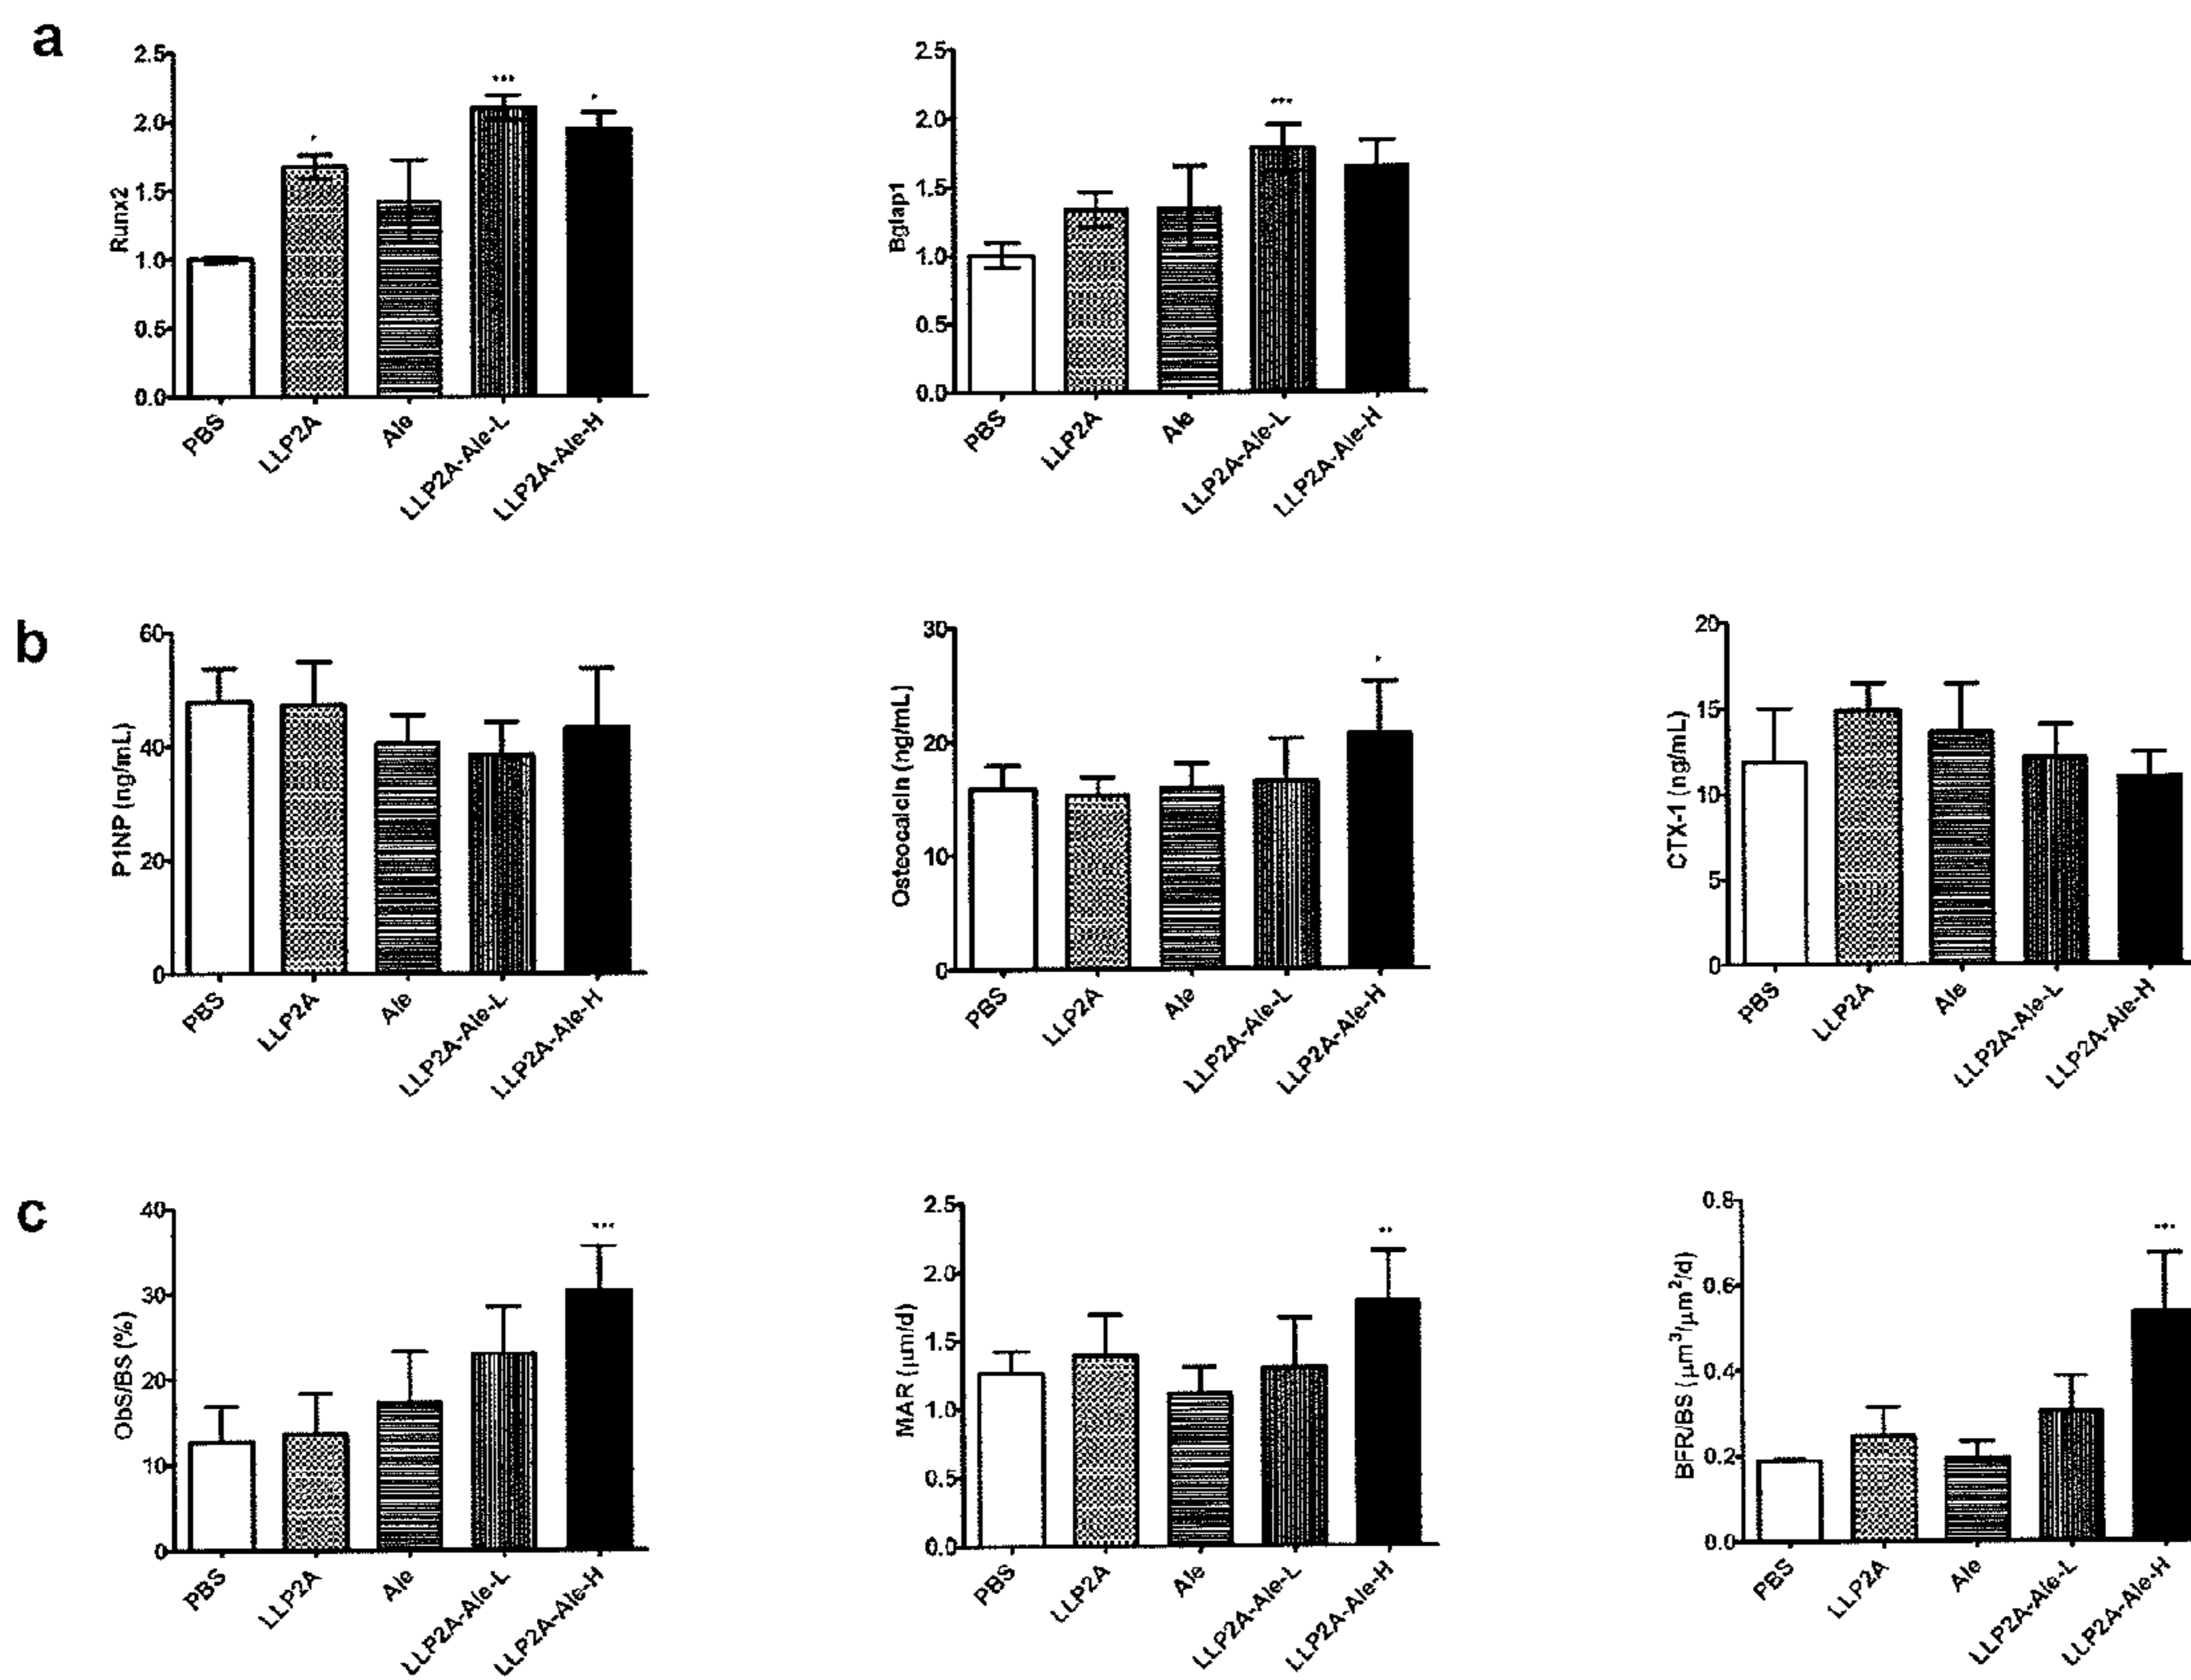 a
Runx2
2.5
2.0
1.5
1.0
0.5
0.0
PBS
LLP2A
Ale
LLP2A-Ale-L
LLP2A-Ale-H
*
***
*
Bglap1
2.5
2.0
1.5
1.0
0.5
0.0
PBS
LLP2A
Ale
LLP2A-Ale-L
LLP2A-Ale-H
***
b
P1NP (ng/mL)
60
40
20
0
PBS
LLP2A
Ale
LLP2A-Ale-L
LLP2A-Ale-H
Osteocalcin (ng/mL)
30
20
10
0
PBS
LLP2A
Ale
LLP2A-Ale-L
LLP2A-Ale-H
*
CTX-1 (ng/mL)
20
15
10
5
0
PBS
LLP2A
Ale
LLP2A-Ale-L
LLP2A-Ale-H
c
ObS/BS (%)
40
30
20
10
0
PBS
LLP2A
Ale
LLP2A-Ale-L
LLP2A-Ale-H
***
MAR (μm/d)
2.5
2.0
1.5
1.0
0.5
0.0
PBS
LLP2A
Ale
LLP2A-Ale-L
LLP2A-Ale-H
**
BFR/BS (μm³/μm²/d)
0.8
0.6
0.4
0.2
0.0
PBS
LLP2A
Ale
LLP2A-Ale-L
LLP2A-Ale-H
***